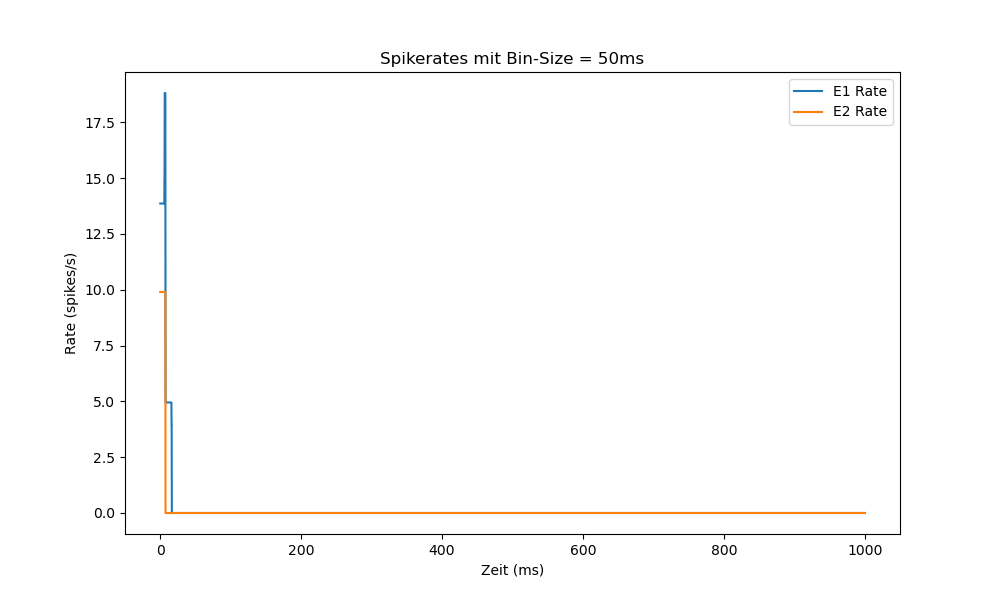 Spikerates mit Bin-Size = 50ms
E1 Rate
E2 Rate
17.5
15.0
12.5
10.0
7.5
5.0
2.5
0.0
Rate (spikes/s)
0 200 400 600 800 1000
Zeit (ms)